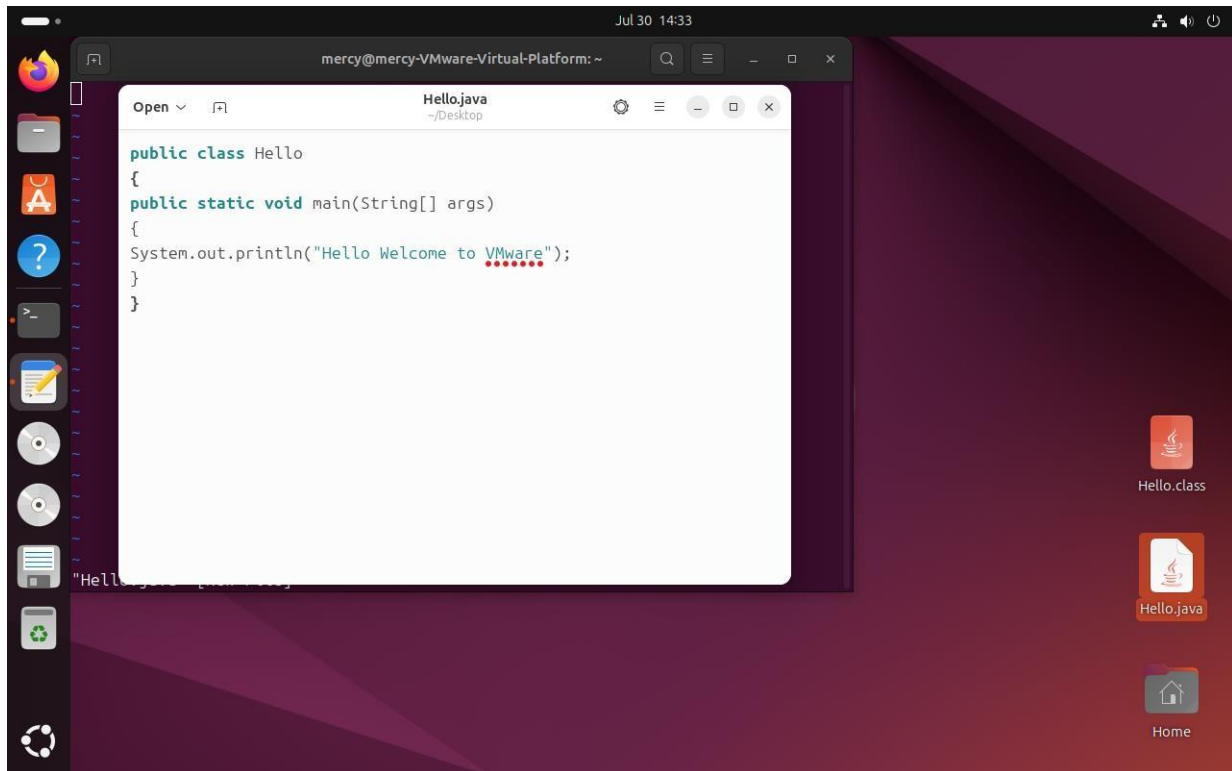 Jul 30 14:33
mercy@mercy-VMware-Virtual-Platform: ~
Open
Hello.java
~/Desktop
public class Hello
{
public static void main(String[] args)
{
System.out.println("Hello Welcome to VMware");
}
}
"Hell
Hello.class
Hello.java
Home